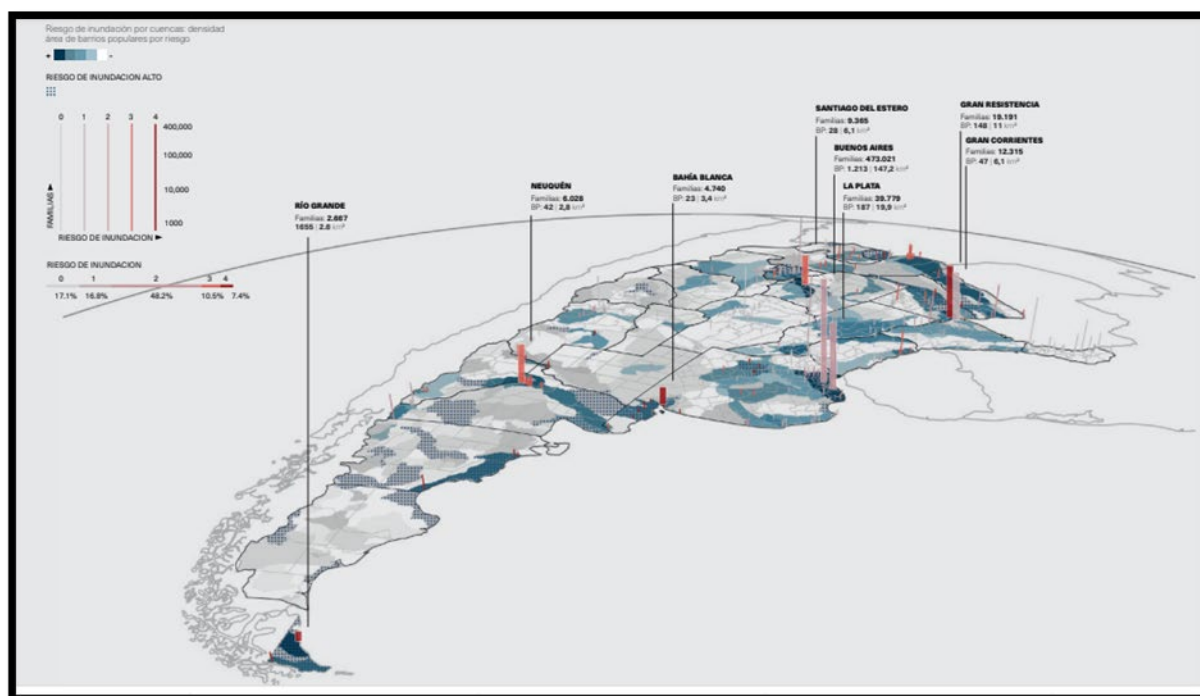 Riesgo de inundación por cuencas: densidad
área de barrios populares por riesgo
+ -
RIESGO DE INUNDACION ALTO
0 1 2 3 4
400,000
100,000
10,000
1000
FAMILIAS
RIESGO DE INUNDACION
RIESGO DE INUNDACION
0 1 2 3 4
17.1% 16.8% 48.2% 10.5% 7.4%
RÍO GRANDE
Familias: 2.667
1655 | 2.6 km²
NEUQUÉN
Familias: 6.028
BP: 42 | 2,8 km²
BAHÍA BLANCA
Familias: 4.740
BP: 23 | 3,4 km²
SANTIAGO DEL ESTERO
Familias: 9.365
BP: 28 | 6,1 km²
BUENOS AIRES
Familias: 473.021
BP: 1.213 | 147,2 km²
LA PLATA
Familias: 39.779
BP: 187 | 19,9 km²
GRAN RESISTENCIA
Familias: 19.191
BP: 148 | 11 km²
GRAN CORRIENTES
Familias: 12.315
BP: 47 | 6,1 km²